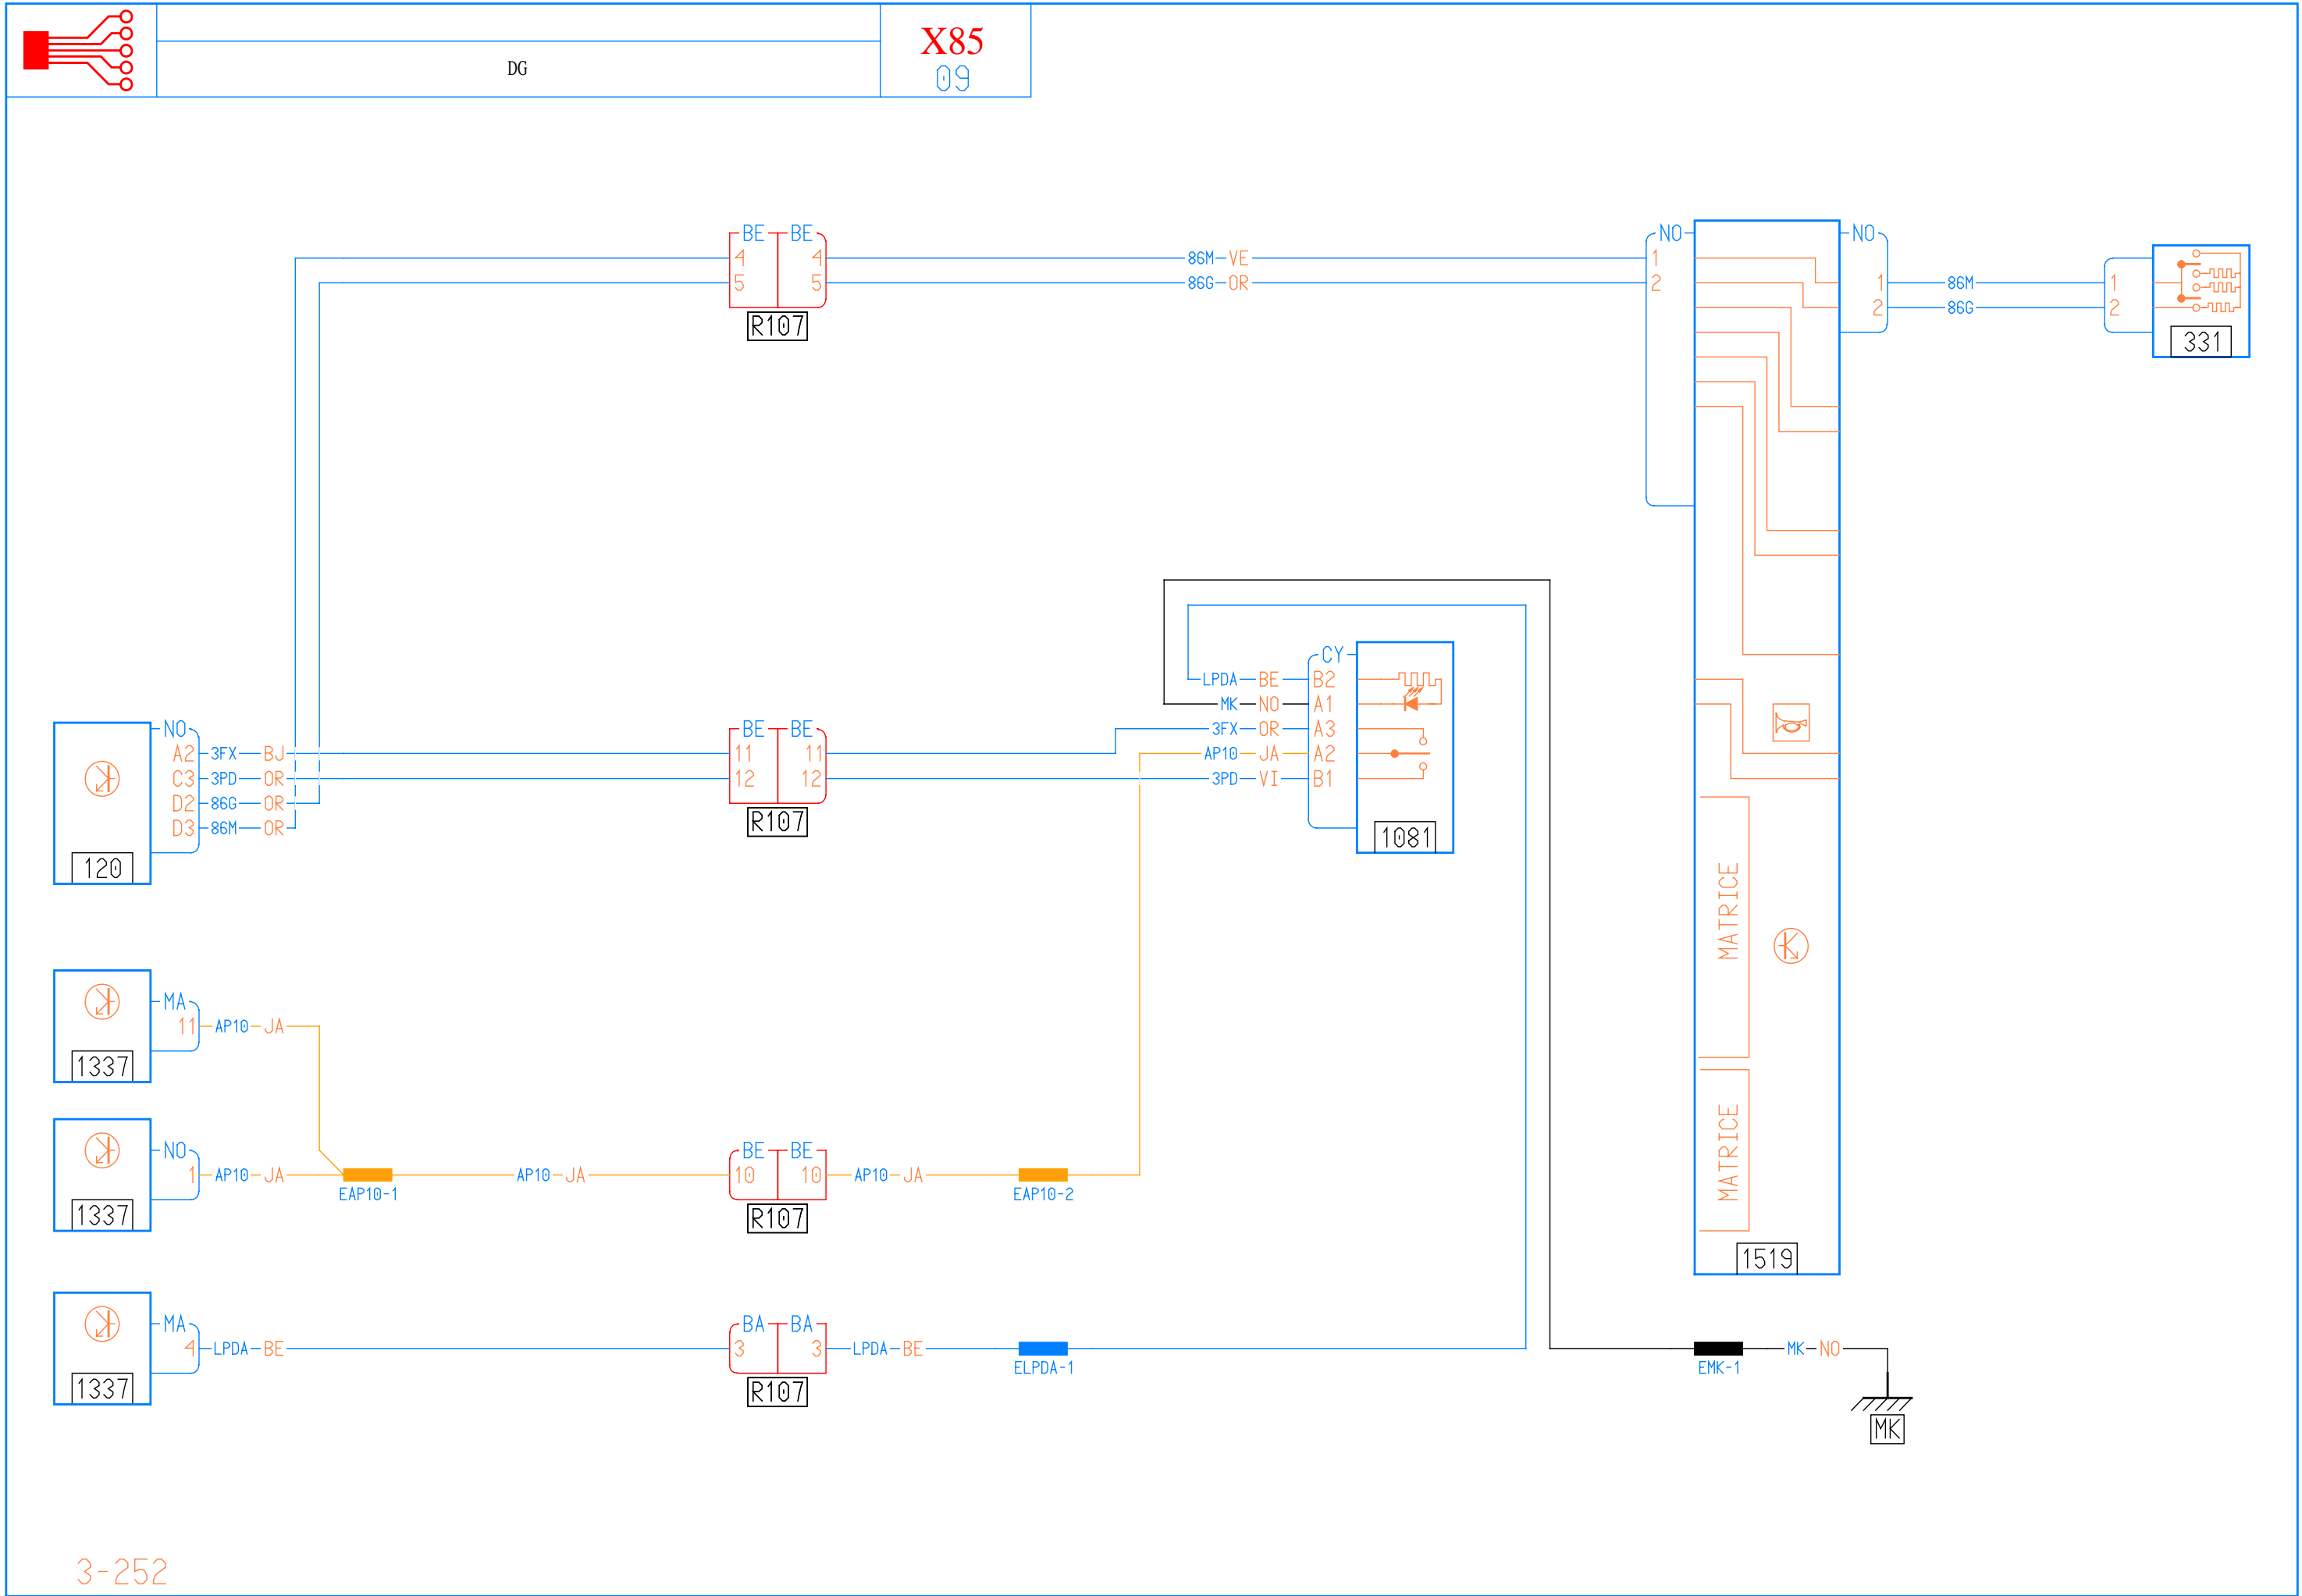 X85
DG
09
NO
NO
BE BE
4 4 86M VE 1
5 5 86G OR 2
1 86M 1
2 86G 2
R107
331
CY
LPDA BE B2
MK NO A1
NO BE BE 3FX OR A3
A2 3FX BJ 11 11 AP10 JA A2
C3 3PD OR 12 12 3PD VI B1
D2 86G OR
D3 86M OR
R107
1081
120
MATRICE
MA
11 AP10 JA
1337
NO BE BE
1 AP10 JA AP10 JA 10 10 AP10 JA
EAP10-1 EAP10-2
MATRICE
1337 R107
1519
MA BA BA
4 LPDA BE 3 3 LPDA BE MK NO
ELPDA-1 EMK-1
1337 R107
MK
3-252